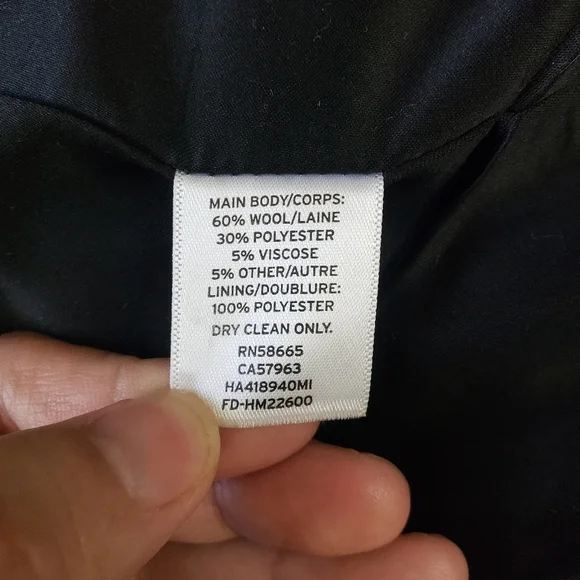 MAIN BODY/CORPS:
60% WOOL/LAINE
30% POLYESTER
5% VISCOSE
5% OTHER/AUTRE
LINING/DOUBLURE:
100% POLYESTER
DRY CLEAN ONLY.
RN58665
CA57963
HA418940MI
FD-HM22600